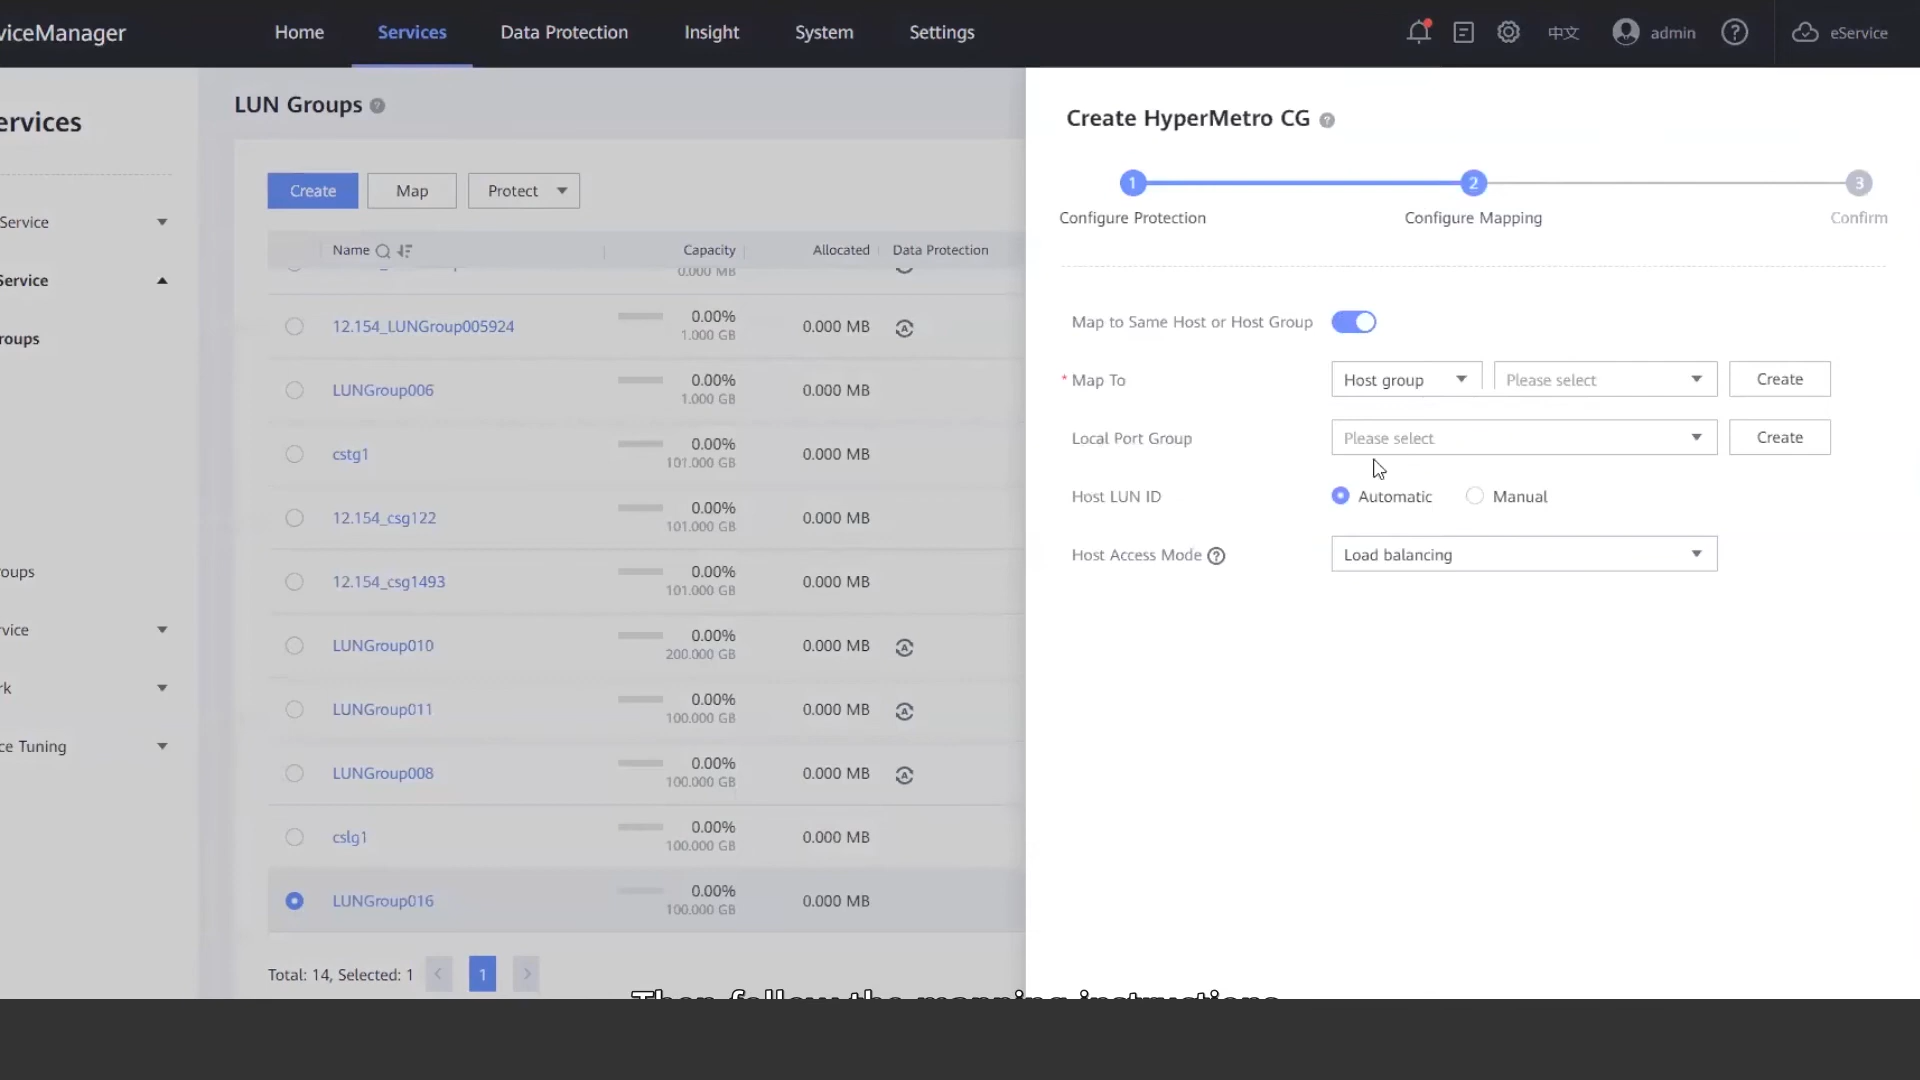 viceManager
Home
Services
Data Protection
Insight
System
Settings
中文
admin
eService
ervices
Service
Service
roups
oups
rvice
rk
ce Tuning
LUN Groups
Create
Map
Protect
Name
Capacity
Allocated
Data Protection
0.000 MB
12.154_LUNGroup005924
0.00%
1.000 GB
0.000 MB
LUNGroup006
0.00%
1.000 GB
0.000 MB
cstg1
0.00%
101.000 GB
0.000 MB
12.154_csg122
0.00%
101.000 GB
0.000 MB
12.154_csg1493
0.00%
101.000 GB
0.000 MB
LUNGroup010
0.00%
200.000 GB
0.000 MB
LUNGroup011
0.00%
100.000 GB
0.000 MB
LUNGroup008
0.00%
100.000 GB
0.000 MB
cslg1
0.00%
100.000 GB
0.000 MB
LUNGroup016
0.00%
100.000 GB
0.000 MB
Total: 14, Selected: 1
1
Create HyperMetro CG
1
2
3
Configure Protection
Configure Mapping
Confirm
Map to Same Host or Host Group
* Map To
Host group
Please select
Create
Local Port Group
Please select
Create
Host LUN ID
Automatic
Manual
Host Access Mode
Load balancing
Then follow the mapping instructions